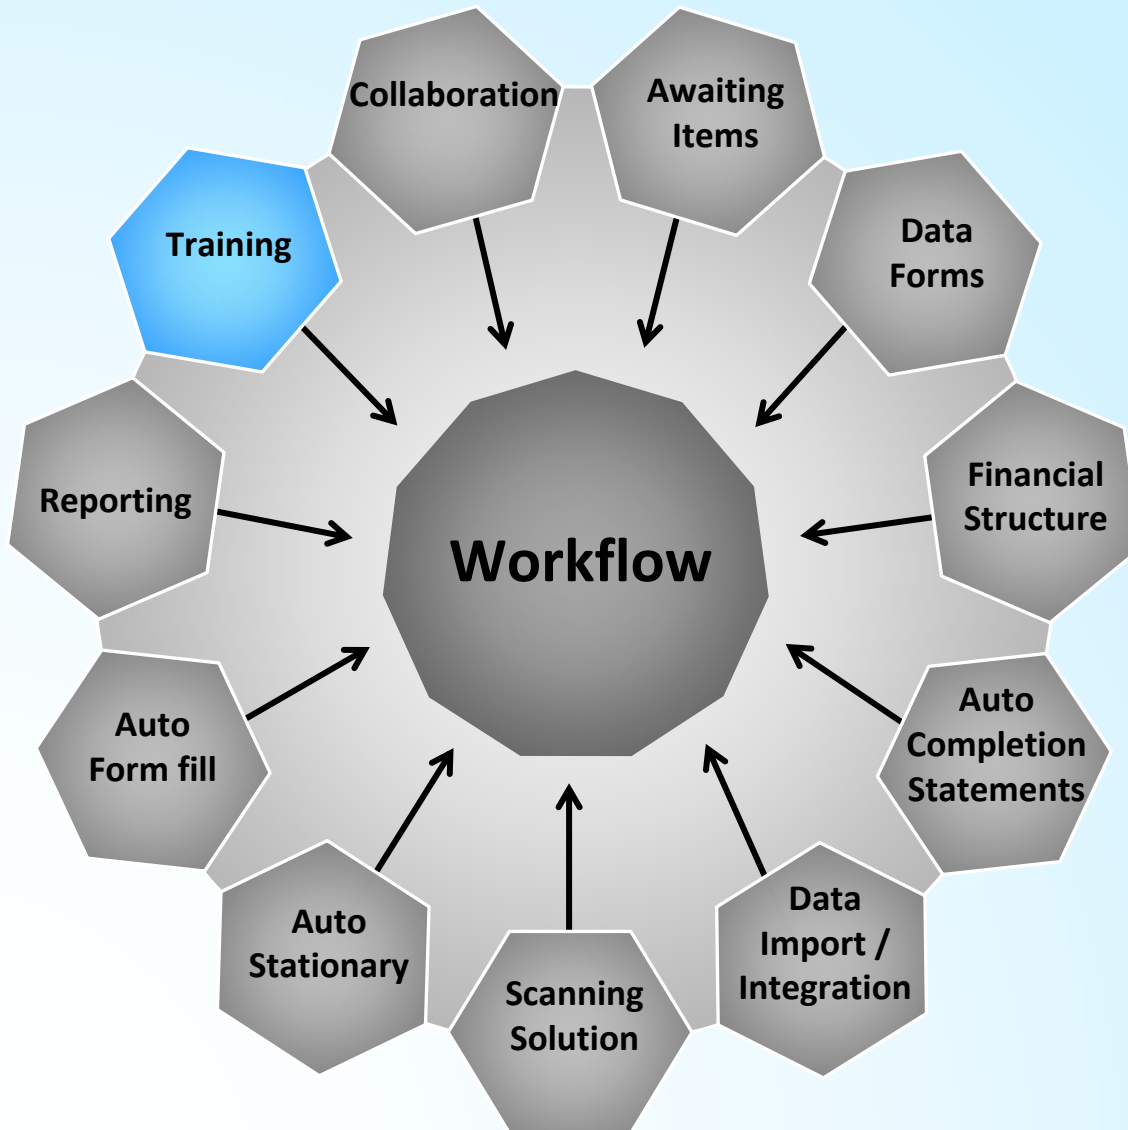 Collaboration
Awaiting
Items
Data
Forms
Financial
Structure
Auto
Completion
Statements
Data
Import /
Integration
Scanning
Solution
Auto
Stationary
Auto
Form fill
Reporting
Training
Workflow